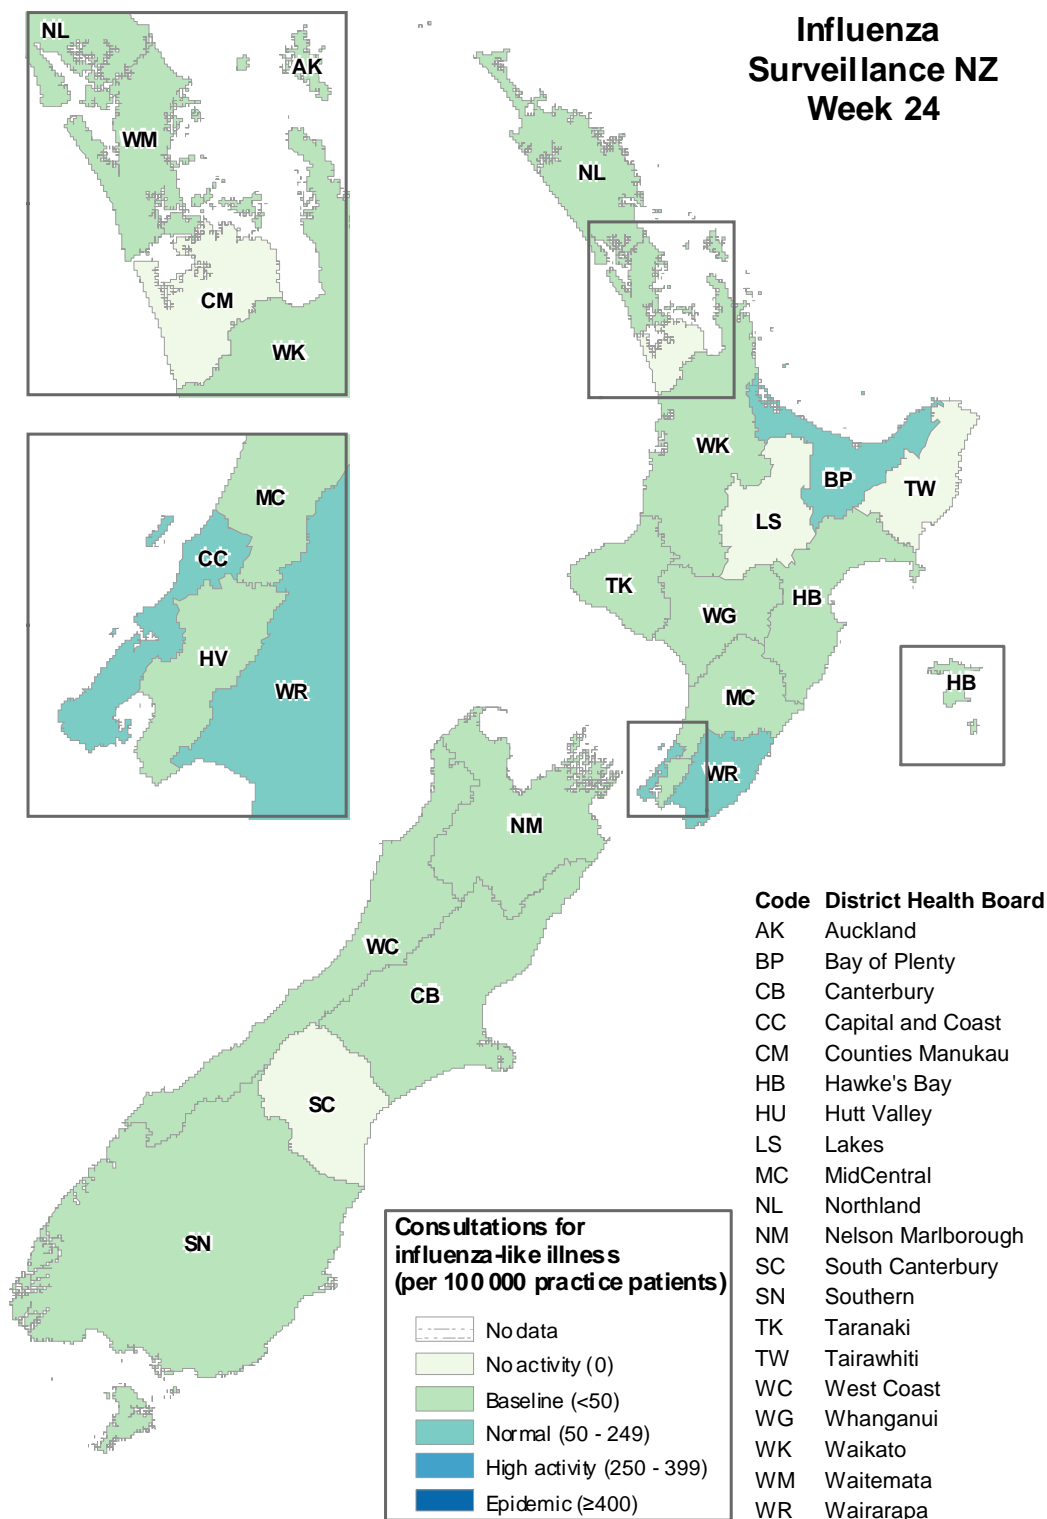 Influenza
Surveillance NZ
Week 24
NL
AK
WM
CM
WK
NL
WK
BP
TW
LS
TK
WG
HB
MC
WR
HB
MC
CC
HV
WR
NM
WC
CB
SC
SN
Consultations for
influenza-like illness
(per 100 000 practice patients)
No data
No activity (0)
Baseline (<50)
Normal (50 - 249)
High activity (250 - 399)
Epidemic (≥400)
Code District Health Board
AK Auckland
BP Bay of Plenty
CB Canterbury
CC Capital and Coast
CM Counties Manukau
HB Hawke's Bay
HU Hutt Valley
LS Lakes
MC MidCentral
NL Northland
NM Nelson Marlborough
SC South Canterbury
SN Southern
TK Taranaki
TW Tairawhiti
WC West Coast
WG Whanganui
WK Waikato
WM Waitemata
WR Wairarapa